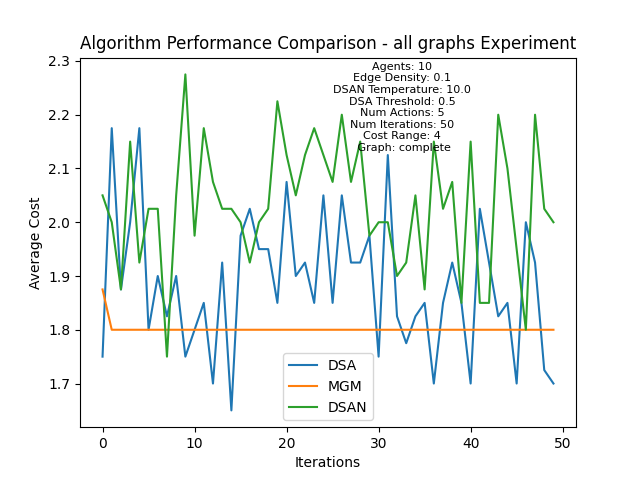 Algorithm Performance Comparison - all graphs Experiment
Agents: 10
Edge Density: 0.1
DSAN Temperature: 10.0
DSA Threshold: 0.5
Num Actions: 5
Num Iterations: 50
Cost Range: 4
Graph: complete
Average Cost
2.3
2.2
2.1
2.0
1.9
1.8
1.7
DSA
MGM
DSAN
0 10 20 30 40 50
Iterations